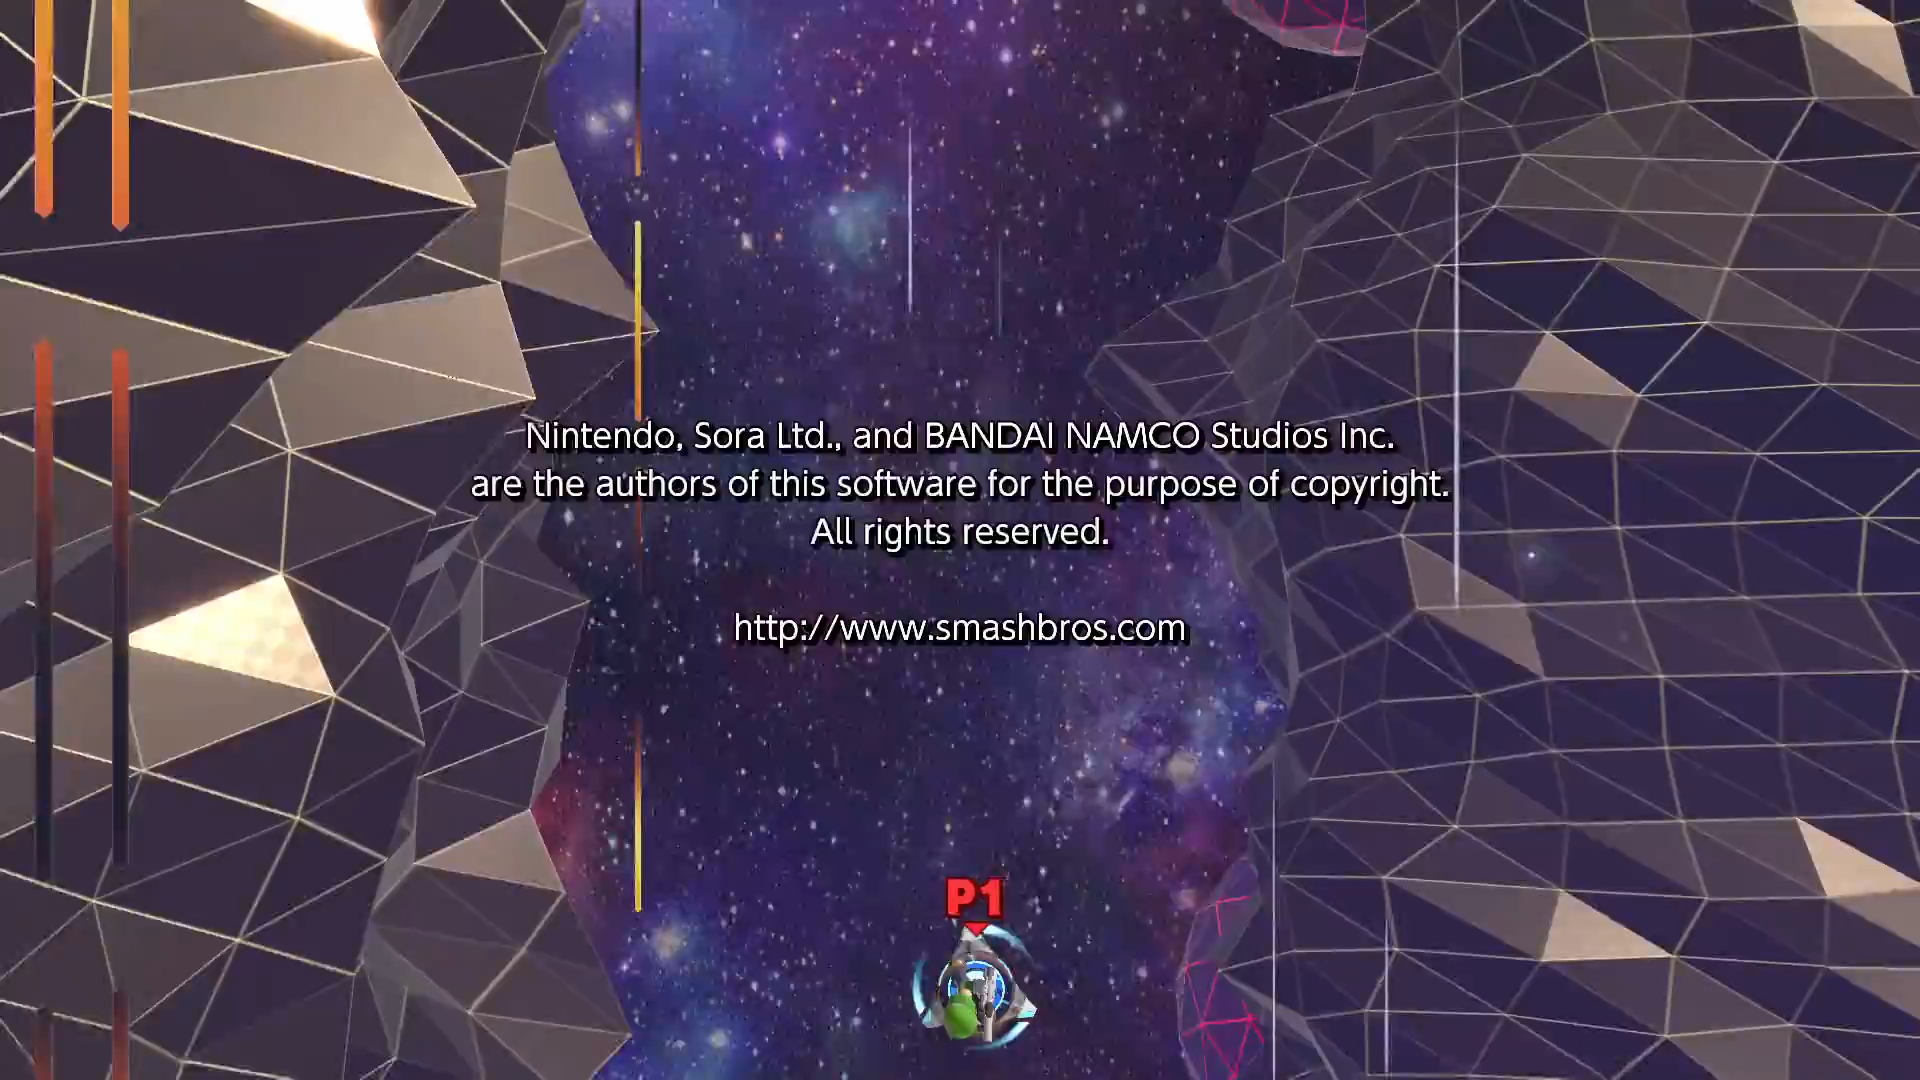 Nintendo, Sora Ltd., and BANDAI NAMCO Studios Inc.
are the authors of this software for the purpose of copyright.
All rights reserved.
http://www.smashbros.com
P1